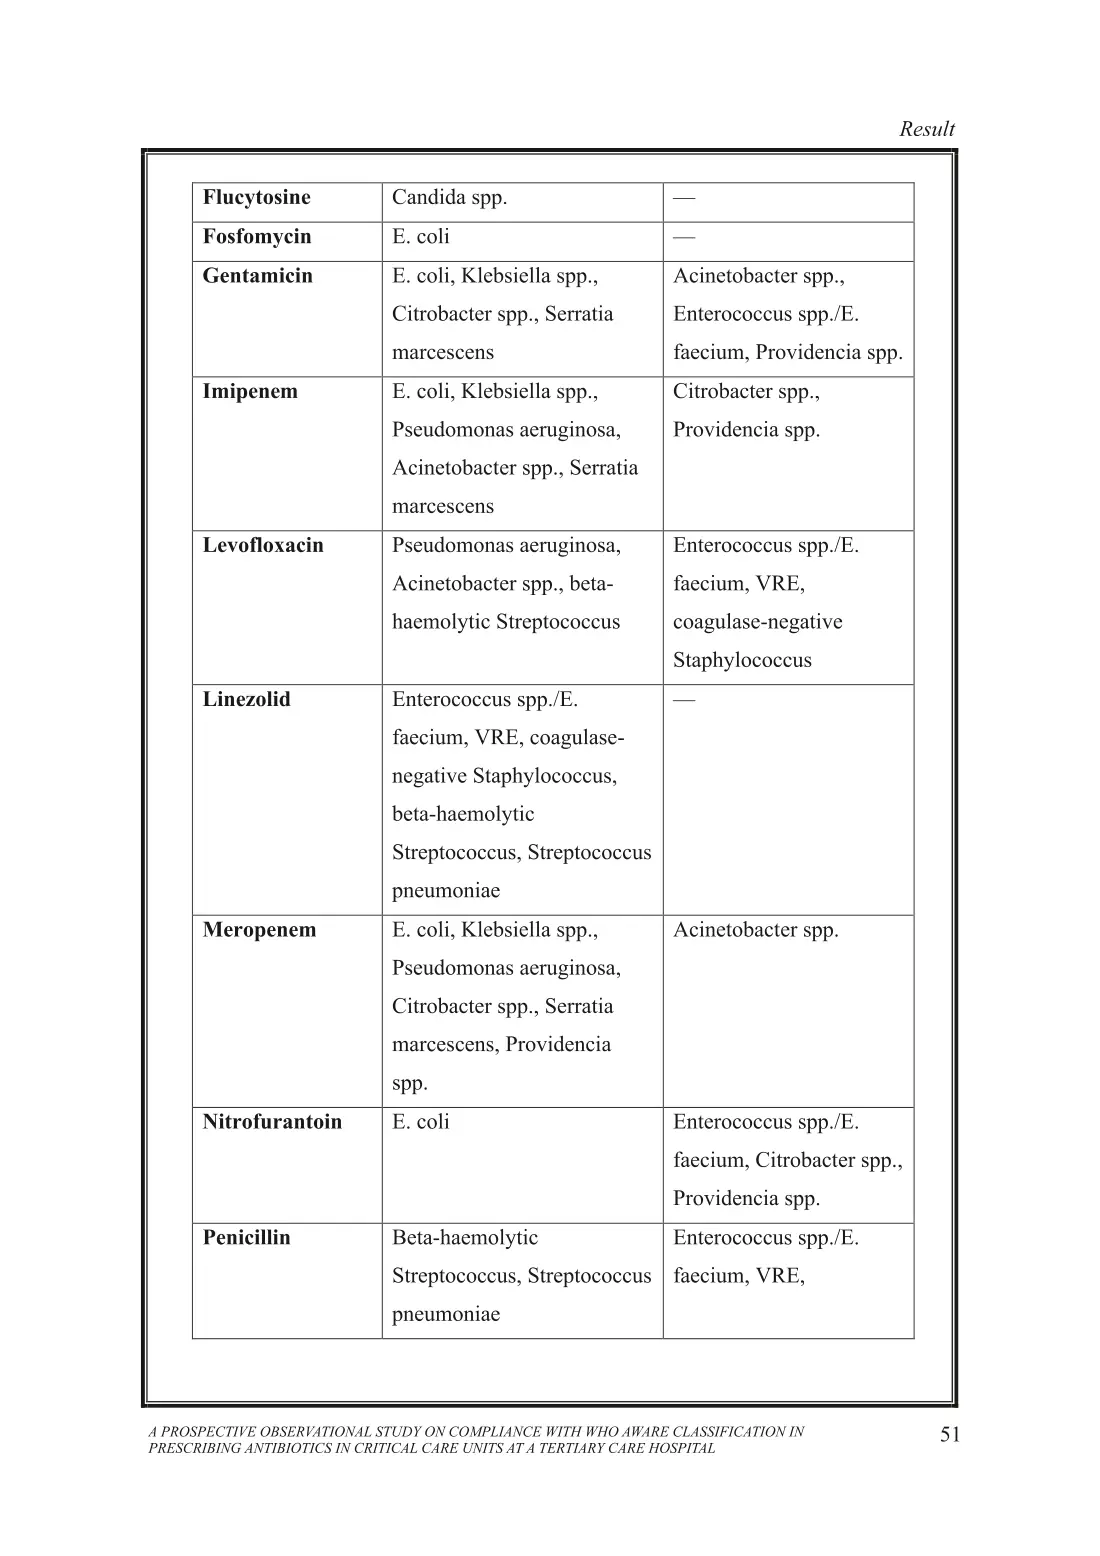 Result
Flucytosine
Candida spp.
—
Fosfomycin
E. coli
—
Gentamicin
E. coli, Klebsiella spp.,
Citrobacter spp., Serratia
marcescens
Acinetobacter spp.,
Enterococcus spp./E.
faecium, Providencia spp.
Imipenem
E. coli, Klebsiella spp.,
Pseudomonas aeruginosa,
Acinetobacter spp., Serratia
marcescens
Citrobacter spp.,
Providencia spp.
Levofloxacin
Pseudomonas aeruginosa,
Acinetobacter spp., beta-
haemolytic Streptococcus
Enterococcus spp./E.
faecium, VRE,
coagulase-negative
Staphylococcus
Linezolid
Enterococcus spp./E.
faecium, VRE, coagulase-
negative Staphylococcus,
beta-haemolytic
Streptococcus, Streptococcus
pneumoniae
—
Meropenem
E. coli, Klebsiella spp.,
Pseudomonas aeruginosa,
Citrobacter spp., Serratia
marcescens, Providencia
spp.
Acinetobacter spp.
Nitrofurantoin
E. coli
Enterococcus spp./E.
faecium, Citrobacter spp.,
Providencia spp.
Penicillin
Beta-haemolytic
Streptococcus, Streptococcus
pneumoniae
Enterococcus spp./E.
faecium, VRE,
A PROSPECTIVE OBSERVATIONAL STUDY ON COMPLIANCE WITH WHO AWARE CLASSIFICATION IN
PRESCRIBING ANTIBIOTICS IN CRITICAL CARE UNITS AT A TERTIARY CARE HOSPITAL
51